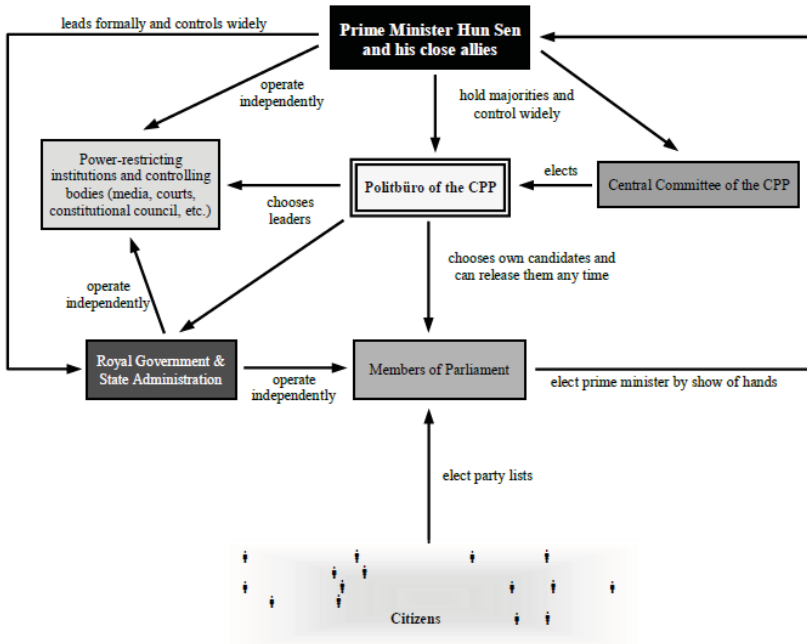 leads formally and controls widely
Prime Minister Hun Sen
and his close allies
operate
independently
hold majorities and
control widely
Power-restricting
institutions and controlling
bodies (media, courts,
constitutional council, etc.)
Politbüro of the CPP
elects
Central Committee of the CPP
chooses
leaders
chooses own candidates and
can release them any time
operate
independently
Royal Government &
State Administration
operate
independently
Members of Parliament
elect prime minister by show of hands
elect party lists
Citizens